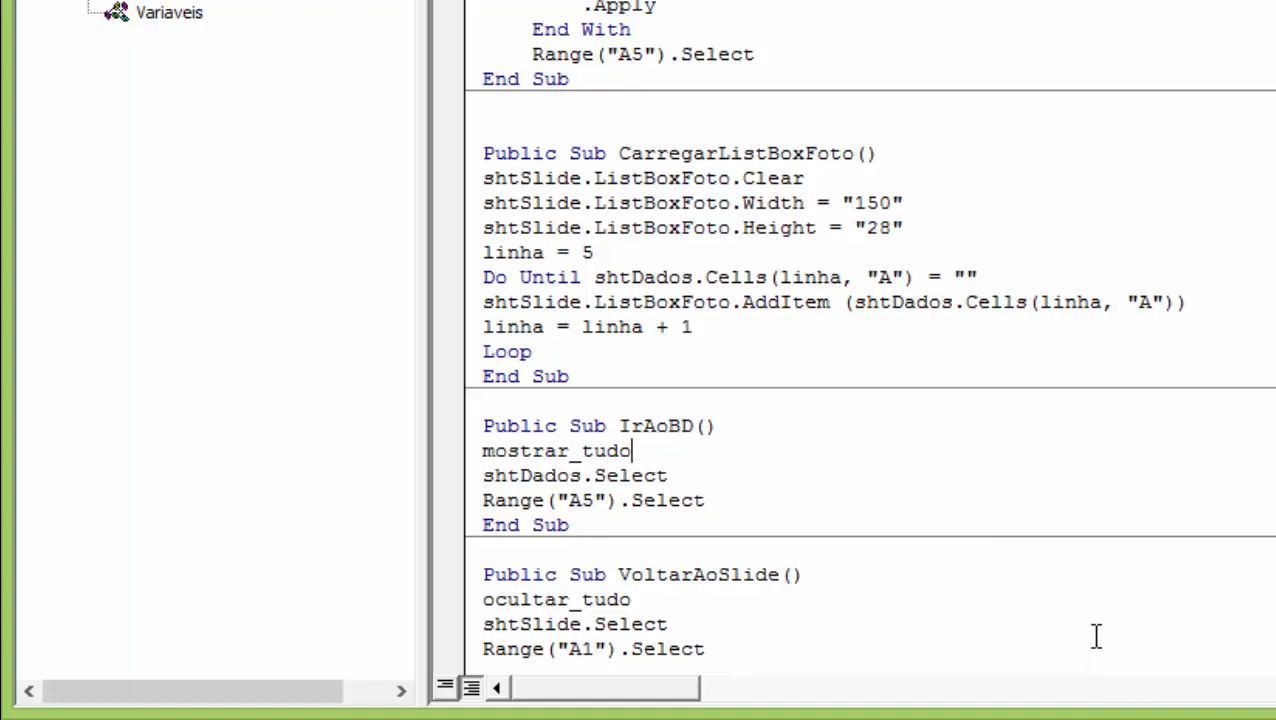 Variaveis
.Apply
End With
Range("A5").Select
End Sub
Public Sub CarregarListBoxFoto()
shtSlide.ListBoxFoto.Clear
shtSlide.ListBoxFoto.Width = "150"
shtSlide.ListBoxFoto.Height = "28"
linha = 5
Do Until shtDados.Cells(linha, "A") = ""
shtSlide.ListBoxFoto.AddItem (shtDados.Cells(linha, "A"))
linha = linha + 1
Loop
End Sub
Public Sub IrAoBD()
mostrar_tudo
shtDados.Select
Range("A5").Select
End Sub
Public Sub VoltarAoSlide()
ocultar_tudo
shtSlide.Select
Range("A1").Select